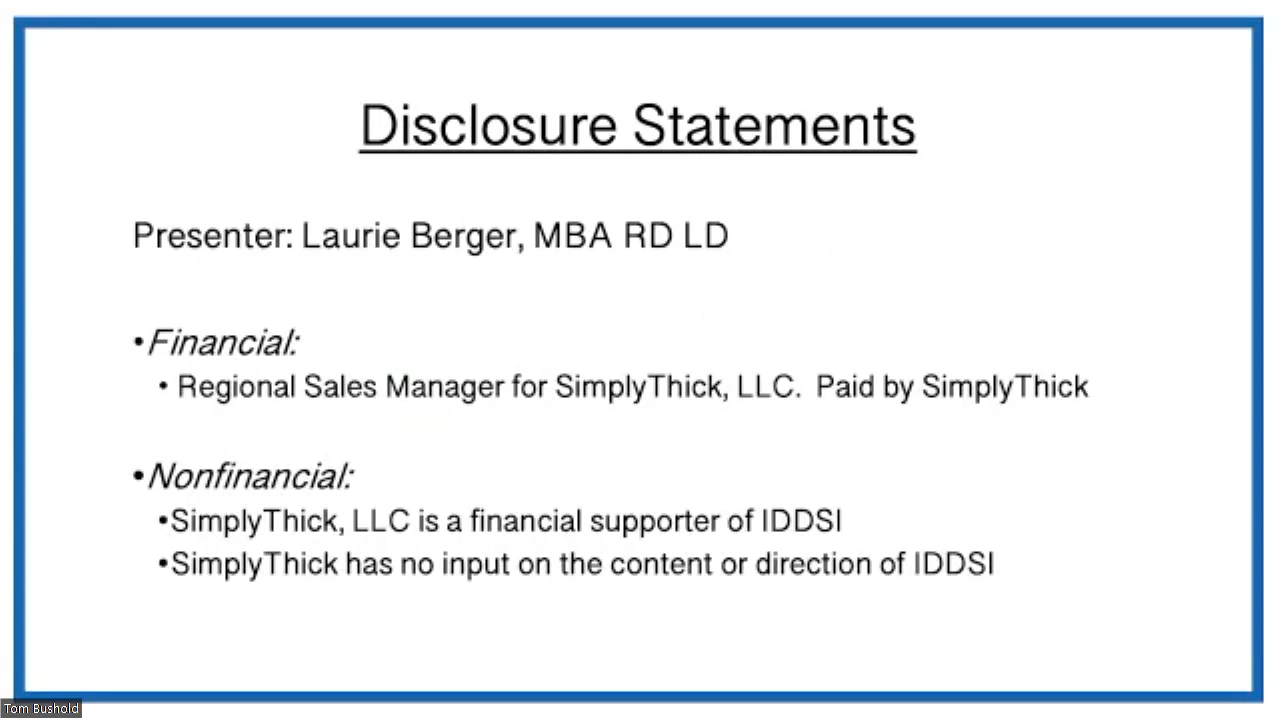 Disclosure Statements
Presenter: Laurie Berger, MBA RD LD
•Financial:
• Regional Sales Manager for SimplyThick, LLC.  Paid by SimplyThick
•Nonfinancial:
•SimplyThick, LLC is a financial supporter of IDDSI
•SimplyThick has no input on the content or direction of IDDSI
Tom Bushold